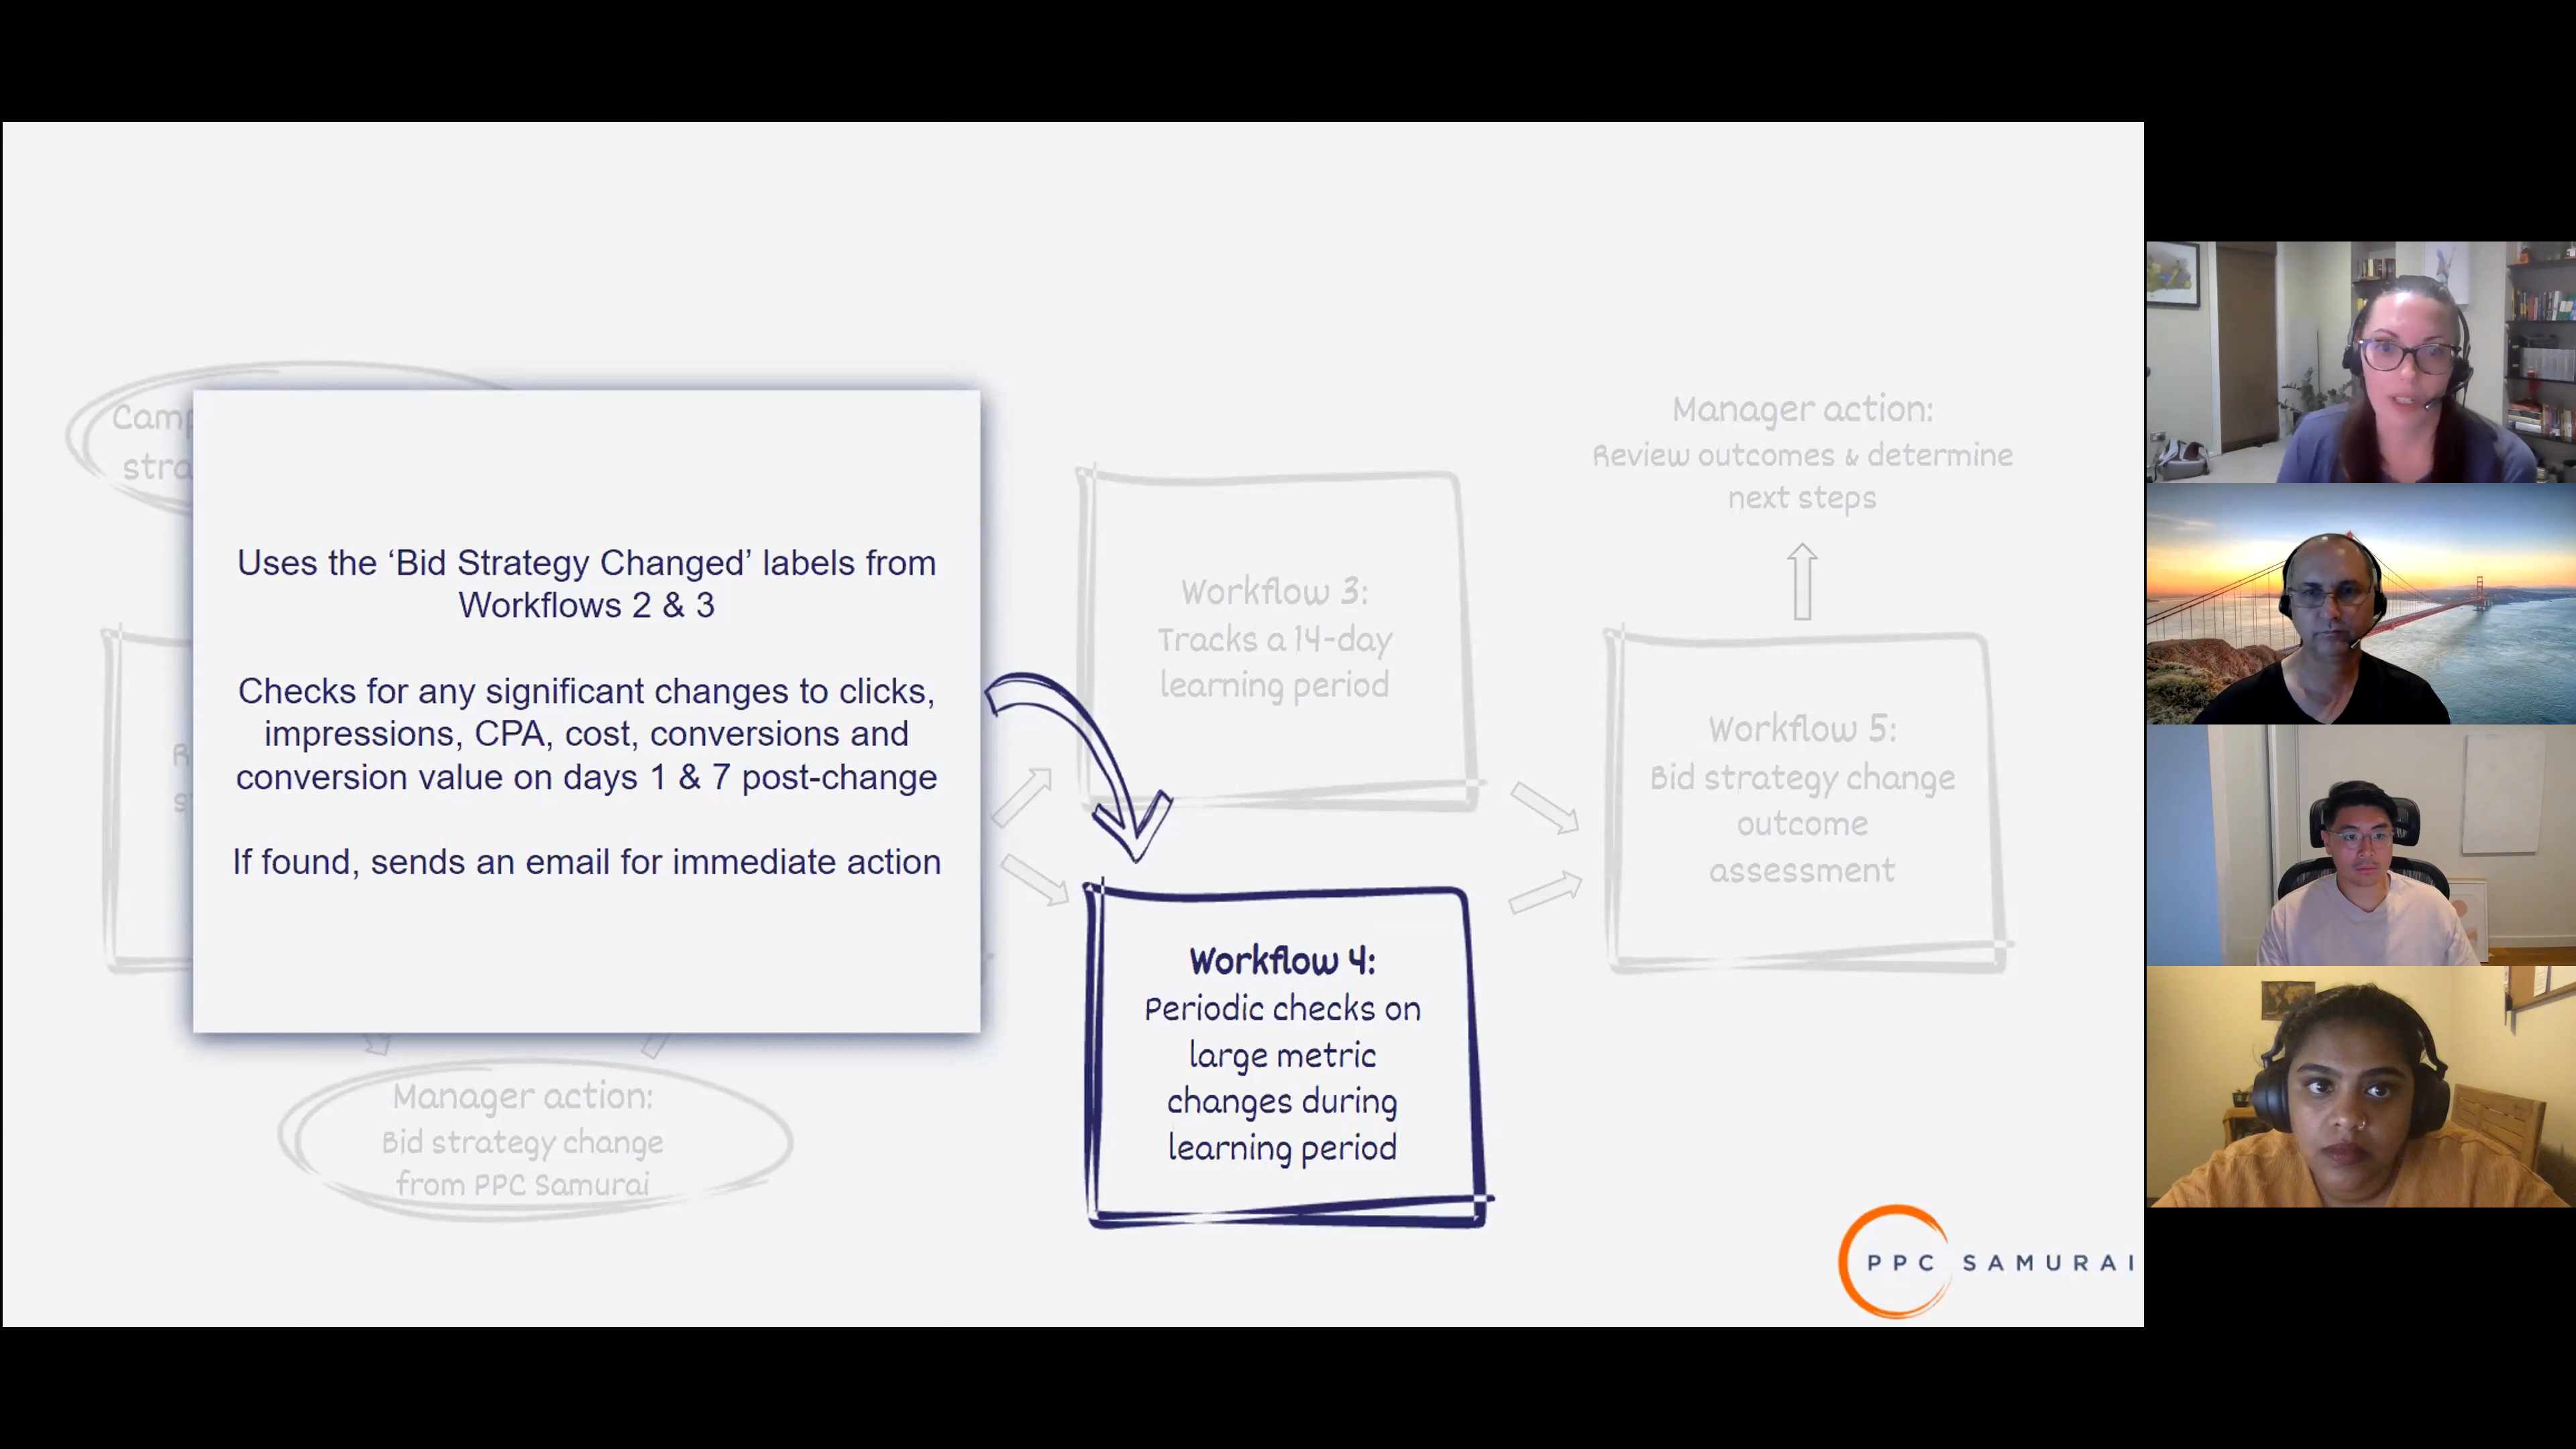 Uses the ‘Bid Strategy Changed’ labels from
Workflows 2 & 3
Checks for any significant changes to clicks,
impressions, CPA, cost, conversions and
conversion value on days 1 & 7 post-change
If found, sends an email for immediate action
Manager action:
Bid strategy change
from PPC Samurai
Workflow 3:
Tracks a 14-day
learning period
Workflow 4:
Periodic checks on
large metric
changes during
learning period
Manager action:
Review outcomes & determine
next steps
Workflow 5:
Bid strategy change
outcome
assessment
PPC SAMURAI